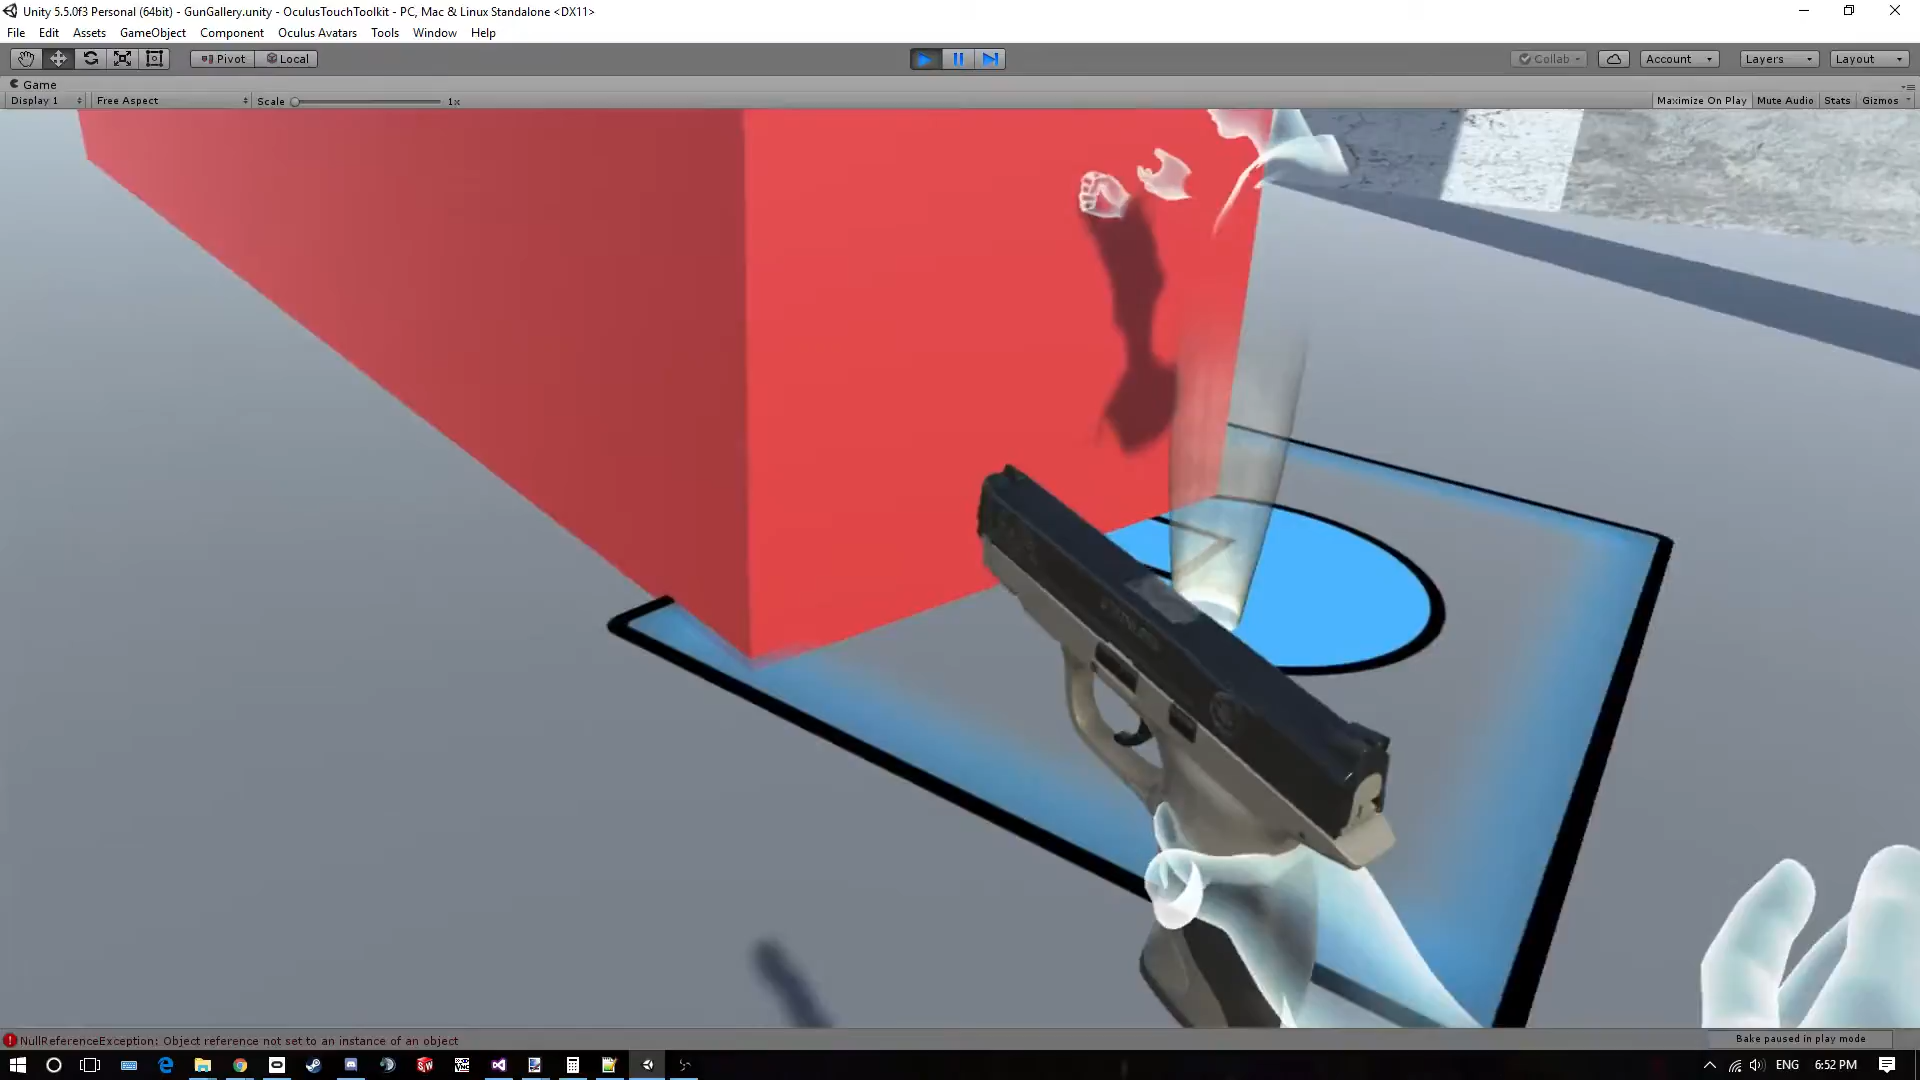 Unity 5.5.0f3 Personal (64bit) - GunGallery.unity - OculusTouchToolkit - PC, Mac & Linux Standalone <DX11>
File Edit Assets GameObject Component Oculus Avatars Tools Window Help
Pivot Local Collab Account Layers Layout
Game
Display 1 Free Aspect Scale 1x Maximize On Play Mute Audio Stats Gizmos
NullReferenceException: Object reference not set to an instance of an object Bake paused in play mode
ENG 6:52 PM